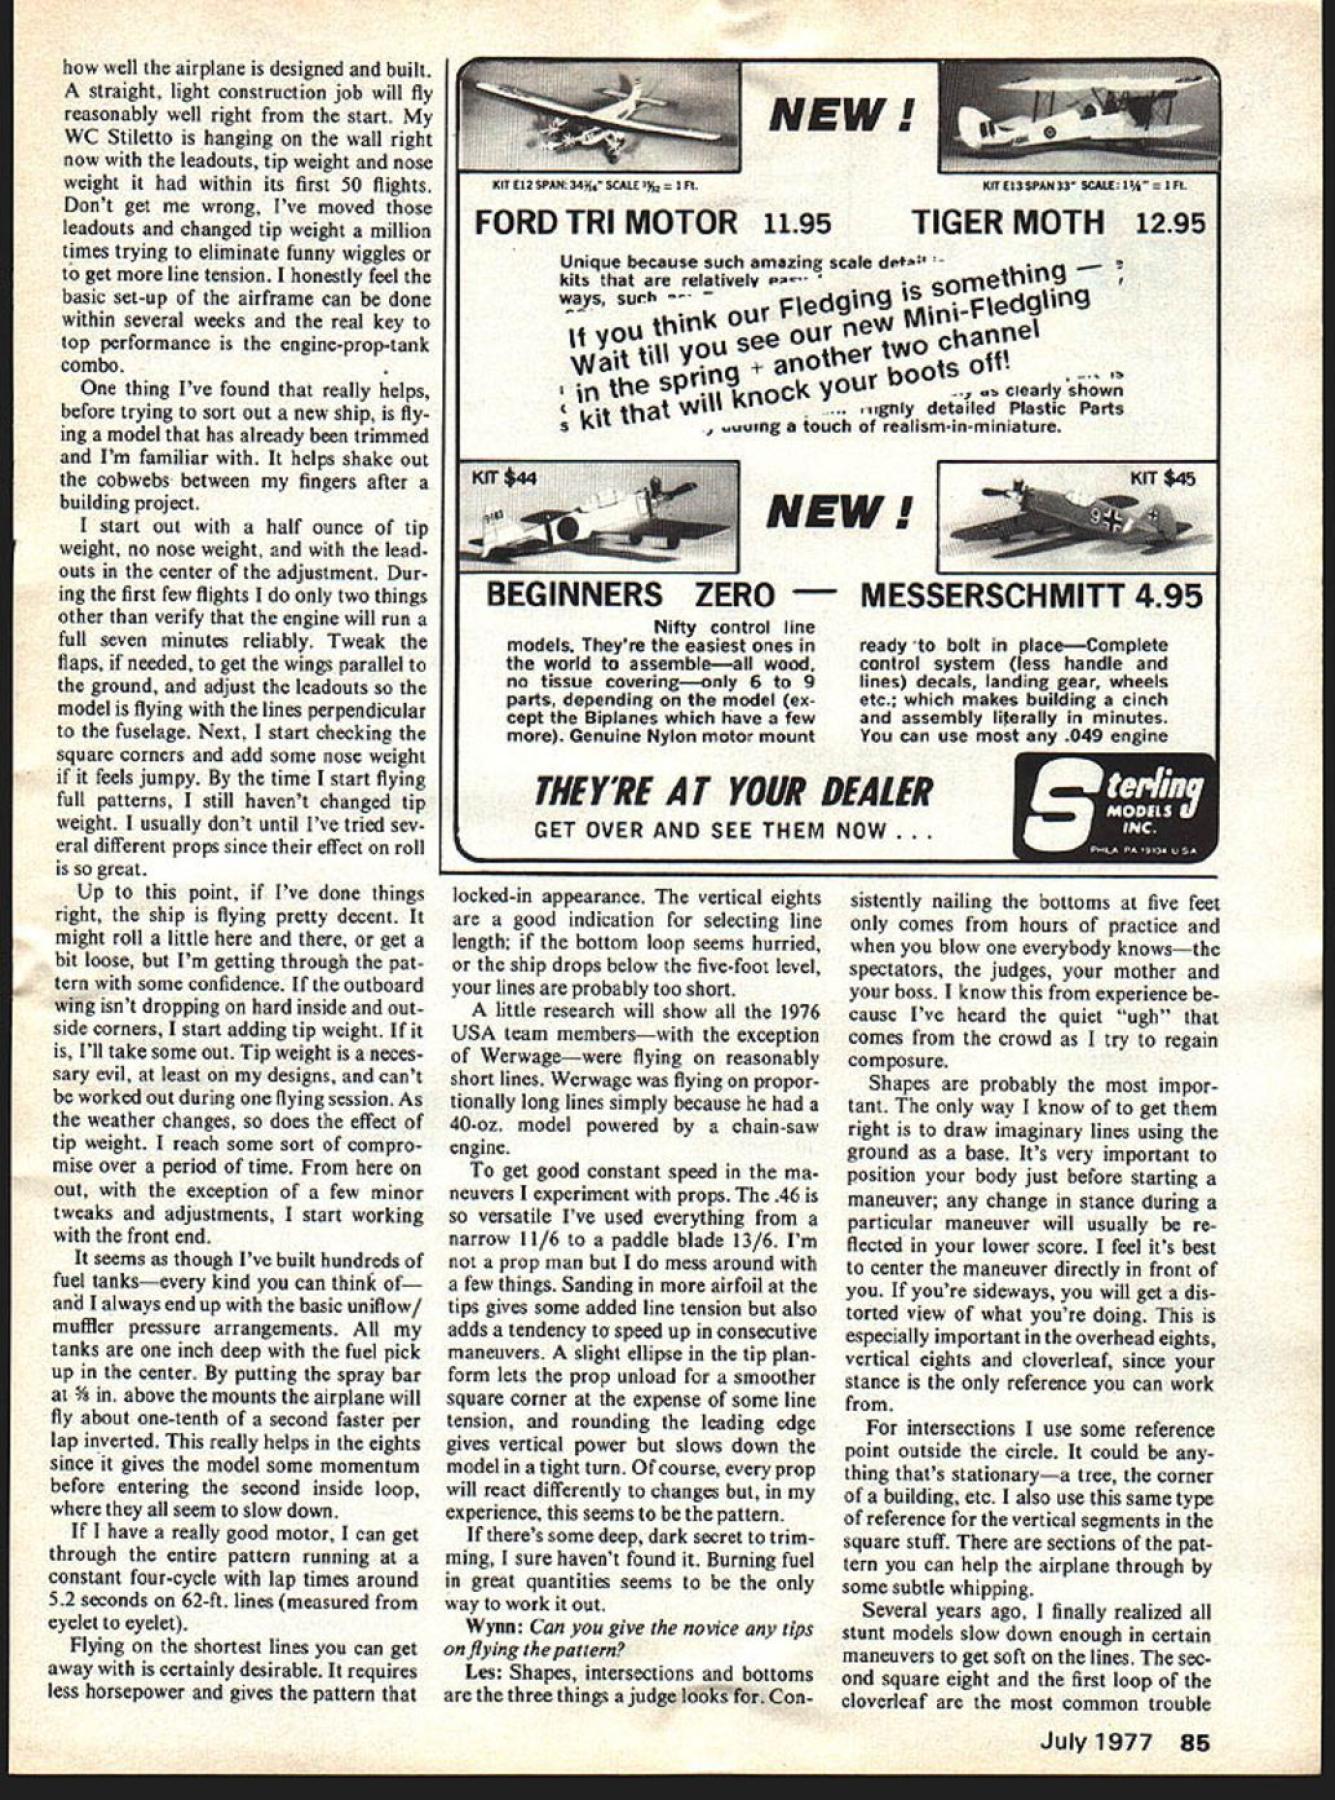 how well the airplane is designed and built.
A straight, light construction job will fly
reasonably well right from the start. My
WC Stiletto is hanging on the wall right
now with the leadouts, tip weight and nose
weight it had within its first 50 flights.
Don't get me wrong, I've moved those
leadouts and changed tip weight a million
times trying to eliminate funny wiggles or
to get more line tension. I honestly feel the
basic set-up of the airframe can be done
within several weeks and the real key to
top performance is the engine-prop-tank
combo.
One thing I've found that really helps,
before trying to sort out a new ship, is fly-
ing a model that has already been trimmed
and I'm familiar with. It helps shake out
the cobwebs between my fingers after a
building project.
I start out with a half ounce of tip
weight, no nose weight, and with the lead-
outs in the center of the adjustment. Dur-
ing the first few flights I do only two things
other than verify that the engine will run a
full seven minutes reliably. Tweak the
flaps, if needed, to get the wings parallel to
the ground, and adjust the leadouts so the
model is flying with the lines perpendicular
to the fuselage. Next, I start checking the
square corners and add some nose weight
if it feels jumpy. By the time I start flying
full patterns, I still haven't changed tip
weight. I usually don't until I've tried sev-
eral different props since their effect on roll
is so great.
Up to this point, if I've done things
right, the ship is flying pretty decent. It
might roll a little here and there, or get a
bit loose, but I'm getting through the pat-
tern with some confidence. If the outboard
wing isn't dropping on hard inside and out-
side corners, I start adding tip weight. If it
is, I'll take some out. Tip weight is a neces-
sary evil, at least on my designs, and can't
be worked out during one flying session. As
the weather changes, so does the effect of
tip weight. I reach some sort of compro-
mise over a period of time. From here on
out, with the exception of a few minor
tweaks and adjustments, I start working
with the front end.
It seems as though I've built hundreds of
fuel tanks—every kind you can think of—
and I always end up with the basic uniflow/
muffler pressure arrangements. All my
tanks are one inch deep with the fuel pick
up in the center. By putting the spray bar
at ⅜ in. above the mounts the airplane will
fly about one-tenth of a second faster per
lap inverted. This really helps in the eights
since it gives the model some momentum
before entering the second inside loop,
where they all seem to slow down.
If I have a really good motor, I can get
through the entire pattern running at a
constant four-cycle with lap times around
5.2 seconds on 62-ft. lines (measured from
eyelet to eyelet).
Flying on the shortest lines you can get
away with is certainly desirable. It requires
less horsepower and gives the pattern that
NEW !
KIT E12 SPAN: SCALE = 1 FT.
KIT E13 SPAN 33" SCALE: = 1 FT.
FORD TRI MOTOR 11.95
TIGER MOTH 12.95
Unique because such amazing scale detail
kits that are relatively
ways, such
If you think our Fledging is something —
Wait till you see our new Mini-Fledgling
in the spring + another two channel
kit that will knock your boots off!
as clearly shown
highly detailed Plastic Parts
adding a touch of realism-in-miniature.
KIT $44
9-183
NEW !
KIT $45
9
BEGINNERS ZERO — MESSERSCHMITT 4.95
Nifty control line
models. They're the easiest ones in
the world to assemble—all wood,
no tissue covering—only 6 to 9
parts, depending on the model (ex-
cept the Biplanes which have a few
more). Genuine Nylon motor mount
ready to bolt in place—Complete
control system (less handle and
lines) decals, landing gear, wheels
etc.; which makes building a cinch
and assembly literally in minutes.
You can use most any .049 engine
THEY'RE AT YOUR DEALER
GET OVER AND SEE THEM NOW . . .
Sterling
MODELS
INC.
PHILA PA 19134 U S A
locked-in appearance. The vertical eights
are a good indication for selecting line
length; if the bottom loop seems hurried,
or the ship drops below the five-foot level,
your lines are probably too short.
A little research will show all the 1976
USA team members—with the exception
of Werwage—were flying on reasonably
short lines. Werwage was flying on propor-
tionally long lines simply because he had a
40-oz. model powered by a chain-saw
engine.
To get good constant speed in the ma-
neuvers I experiment with props. The .46 is
so versatile I've used everything from a
narrow 11/6 to a paddle blade 13/6. I'm
not a prop man but I do mess around with
a few things. Sanding in more airfoil at the
tips gives some added line tension but also
adds a tendency to speed up in consecutive
maneuvers. A slight ellipse in the tip plan-
form lets the prop unload for a smoother
square corner at the expense of some line
tension, and rounding the leading edge
gives vertical power but slows down the
model in a tight turn. Of course, every prop
will react differently to changes but, in my
experience, this seems to be the pattern.
If there's some deep, dark secret to trim-
ming, I sure haven't found it. Burning fuel
in great quantities seems to be the only
way to work it out.
Wynn: Can you give the novice any tips
on flying the pattern?
Les: Shapes, intersections and bottoms
are the three things a judge looks for. Con-
sistently nailing the bottoms at five feet
only comes from hours of practice and
when you blow one everybody knows—the
spectators, the judges, your mother and
your boss. I know this from experience be-
cause I've heard the quiet "ugh" that
comes from the crowd as I try to regain
composure.
Shapes are probably the most impor-
tant. The only way I know of to get them
right is to draw imaginary lines using the
ground as a base. It's very important to
position your body just before starting a
maneuver; any change in stance during a
particular maneuver will usually be re-
flected in your lower score. I feel it's best
to center the maneuver directly in front of
you. If you're sideways, you will get a dis-
torted view of what you're doing. This is
especially important in the overhead eights,
vertical eights and cloverleaf, since your
stance is the only reference you can work
from.
For intersections I use some reference
point outside the circle. It could be any-
thing that's stationary—a tree, the corner
of a building, etc. I also use this same type
of reference for the vertical segments in the
square stuff. There are sections of the pat-
tern you can help the airplane through by
some subtle whipping.
Several years ago, I finally realized all
stunt models slow down enough in certain
maneuvers to get soft on the lines. The sec-
ond square eight and the first loop of the
cloverleaf are the most common trouble
July 1977 85